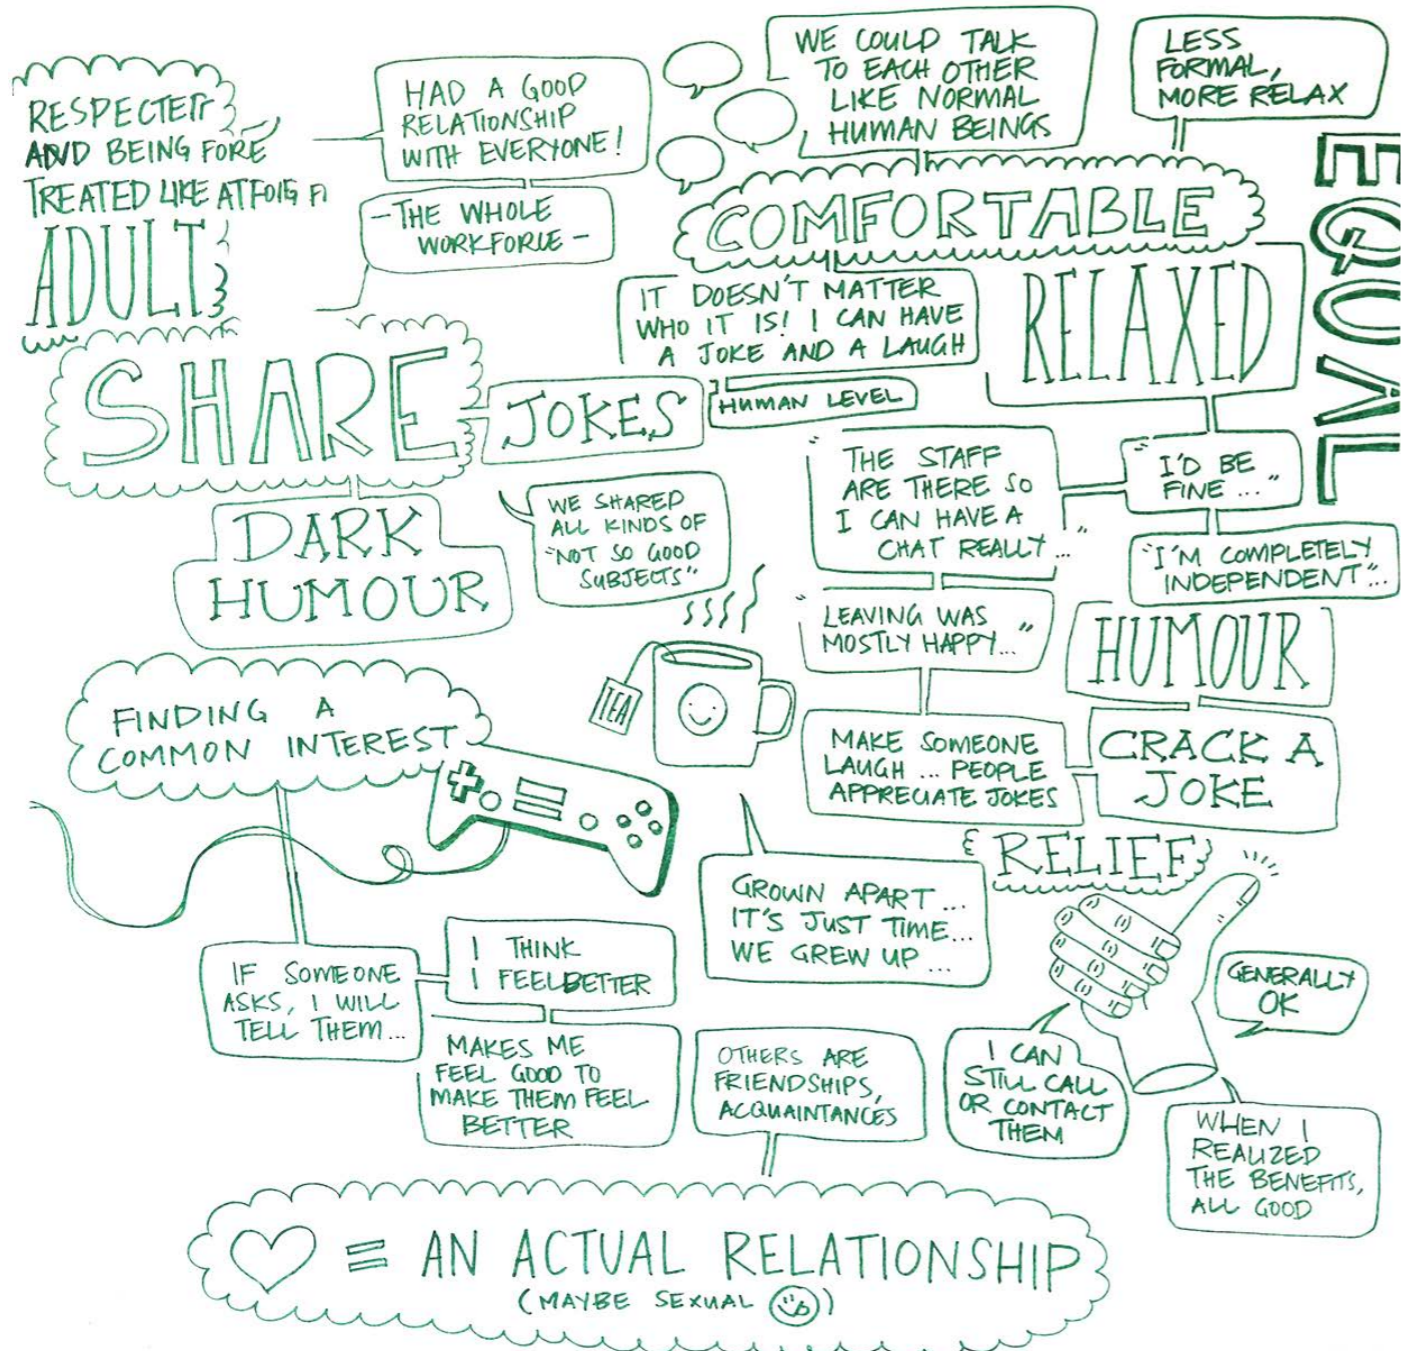 RESPECTED
AND BEING
TREATED LIKE
ADULT
HAD A GOOD
RELATIONSHIP
WITH EVERYONE!
-THE WHOLE
WORKFORCE-
WE COULD TALK
TO EACH OTHER
LIKE NORMAL
HUMAN BEINGS
LESS
FORMAL,
MORE RELAX
EQUAL
COMFORTABLE
IT DOESN'T MATTER
WHO IT IS! I CAN HAVE
A JOKE AND A LAUGH
HUMAN LEVEL
RELAXED
SHARE
JOKES
DARK
HUMOUR
WE SHARED
ALL KINDS OF
"NOT SO GOOD
SUBJECTS"
"THE STAFF
ARE THERE SO
I CAN HAVE A
CHAT REALLY..."
"I'D BE
FINE..."
"I'M COMPLETELY
INDEPENDENT"...
"LEAVING WAS
MOSTLY HAPPY..."
HUMOUR
CRACK A
JOKE
MAKE SOMEONE
LAUGH... PEOPLE
APPRECIATE JOKES
TEA
FINDING A
COMMON INTEREST
RELIEF
GROWN APART...
IT'S JUST TIME...
WE GREW UP...
IF SOMEONE
ASKS, I WILL
TELL THEM...
I THINK
I FEEL BETTER
MAKES ME
FEEL GOOD TO
MAKE THEM FEEL
BETTER
OTHERS ARE
FRIENDSHIPS,
ACQUAINTANCES
I CAN
STILL CALL
OR CONTACT
THEM
GENERALLY
OK
WHEN I
REALIZED
THE BENEFITS,
ALL GOOD
= AN ACTUAL RELATIONSHIP
(MAYBE SEXUAL )